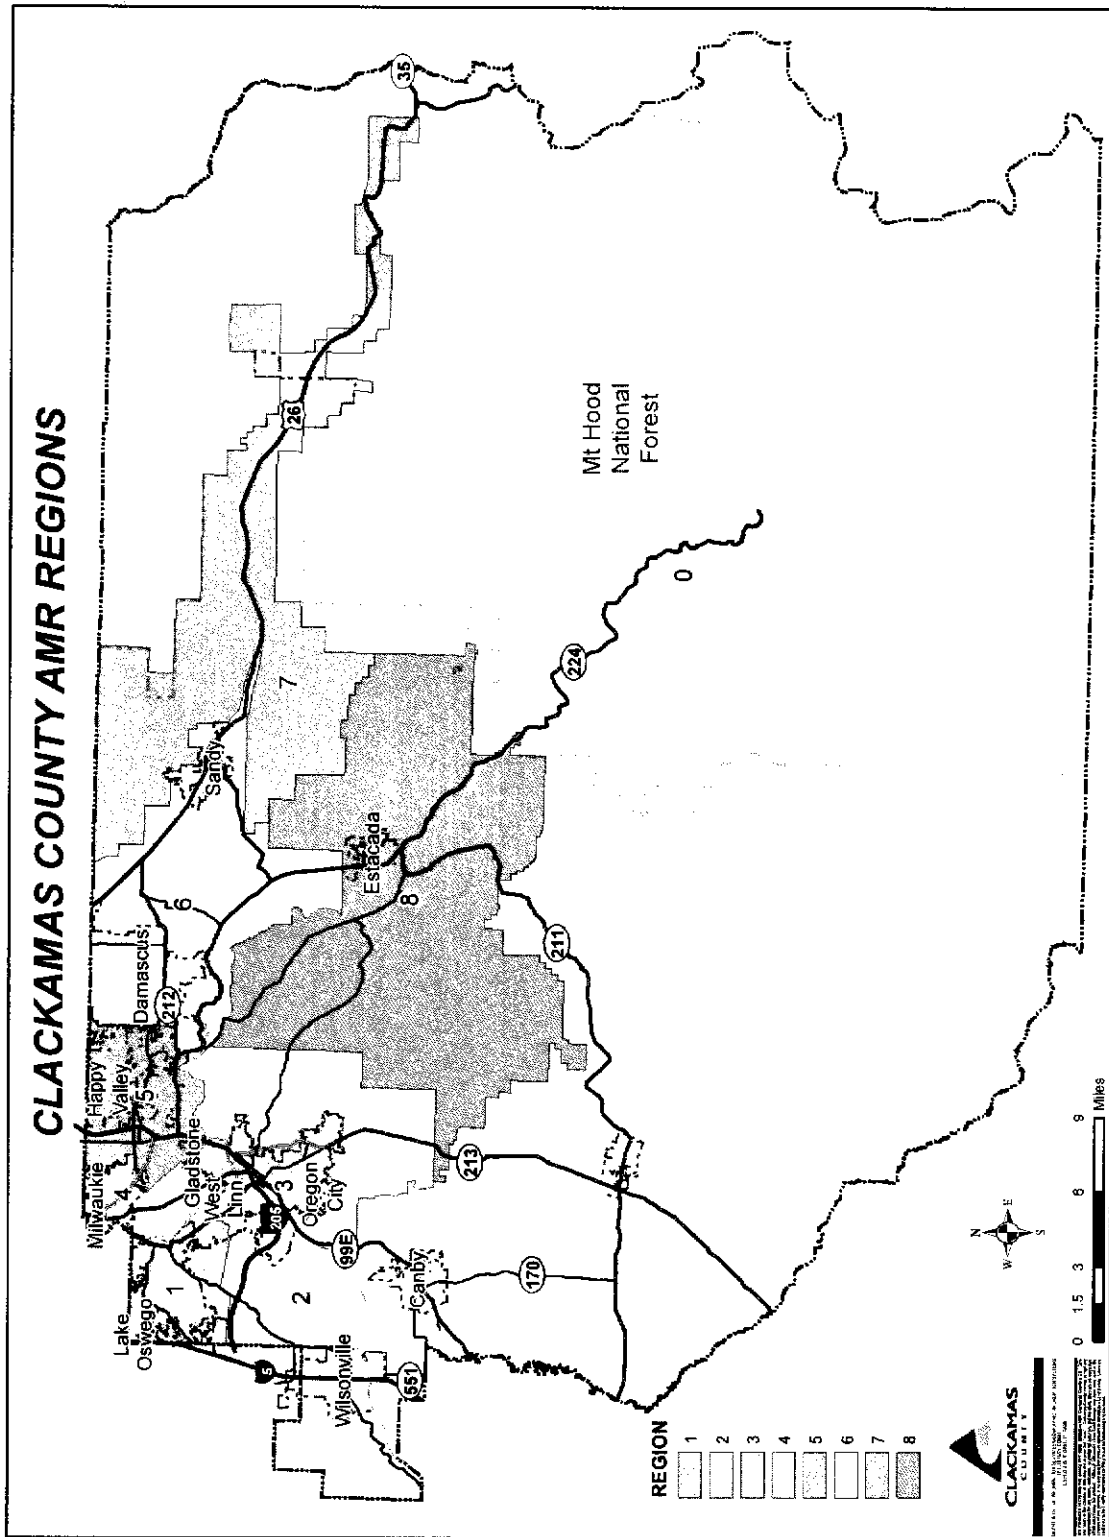 CLACKAMAS COUNTY AMR REGIONS
35
26
Mt Hood
National
Forest
0
224
7
Sandy
Estacada
8
211
6
Damascus
212
Happy
Valley
5
Milwaukie
4
Gladstone
West
Linn
3
205
Oregon
City
213
99E
Canby
170
Lake
Oswego
1
2
5
Wilsonville
551
REGION
1
2
3
4
5
6
7
8
N
W
E
S
0 1.5 3 6 9
Miles
CLACKAMAS
COUNTY